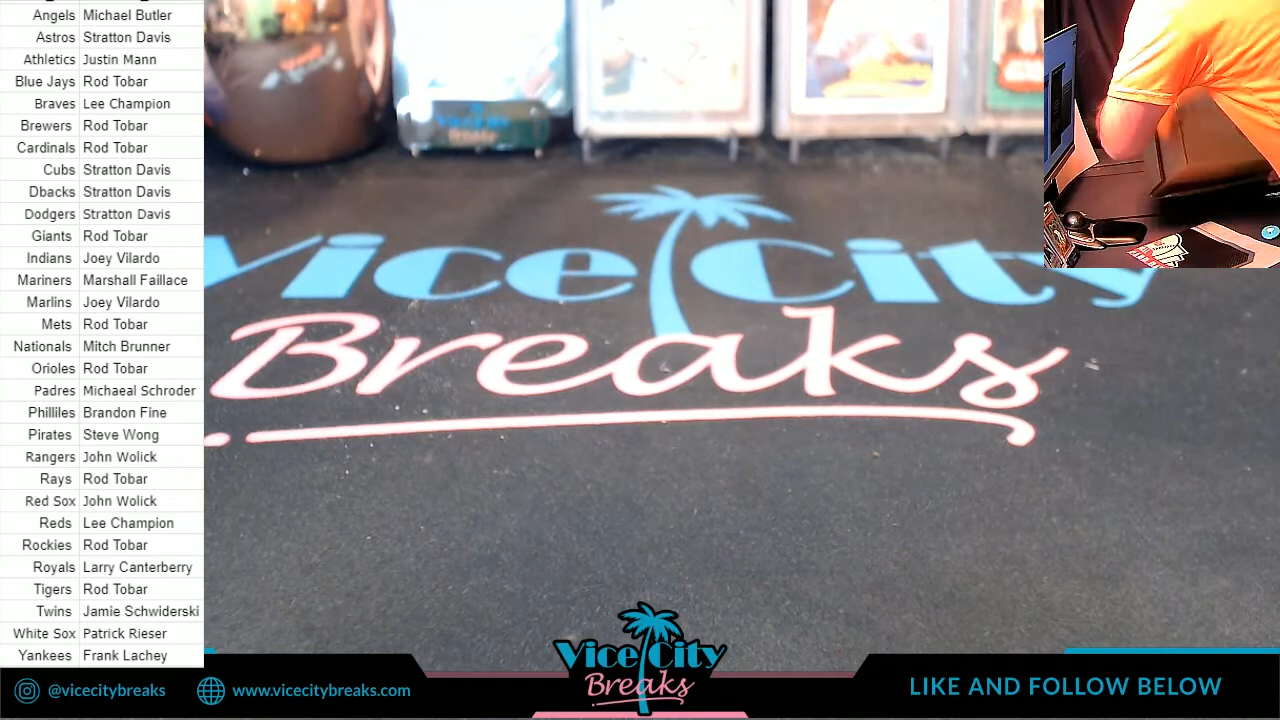 Angels Michael Butler
Astros Stratton Davis
Athletics Justin Mann
Blue Jays Rod Tobar
Braves Lee Champion
Brewers Rod Tobar
Cardinals Rod Tobar
Cubs Stratton Davis
Dbacks Stratton Davis
Dodgers Stratton Davis
Giants Rod Tobar
Indians Joey Vilardo
Mariners Marshall Faillace
Marlins Joey Vilardo
Mets Rod Tobar
Nationals Mitch Brunner
Orioles Rod Tobar
Padres Michaeal Schroder
Philliles Brandon Fine
Pirates Steve Wong
Rangers John Wolick
Rays Rod Tobar
Red Sox John Wolick
Reds Lee Champion
Rockies Rod Tobar
Royals Larry Canterberry
Tigers Rod Tobar
Twins Jamie Schwiderski
White Sox Patrick Rieser
Yankees Frank Lachey
Vice City
Breaks
@vicecitybreaks
www.vicecitybreaks.com
Vice City
Breaks
LIKE AND FOLLOW BELOW